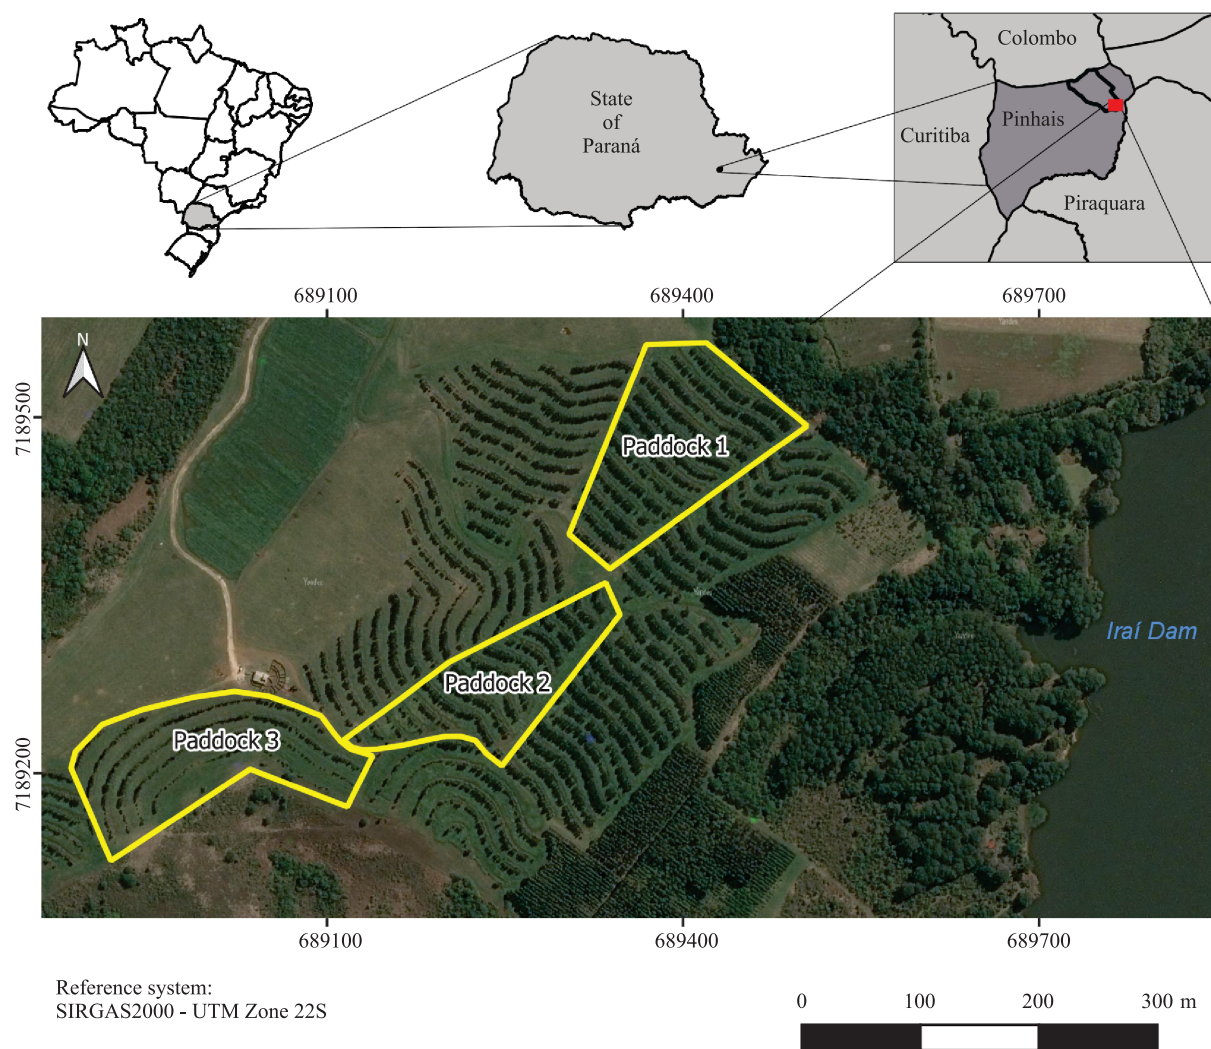 Colombo
State
of
Paraná
Pinhais
Curitiba
Piraquara
689100
689400
689700
N
7189500
Paddock 1
Yandex
Iraí Dam
Paddock 2
Paddock 3
7189200
689100
689400
689700
Reference system:
SIRGAS2000 - UTM Zone 22S
0
100
200
300 m